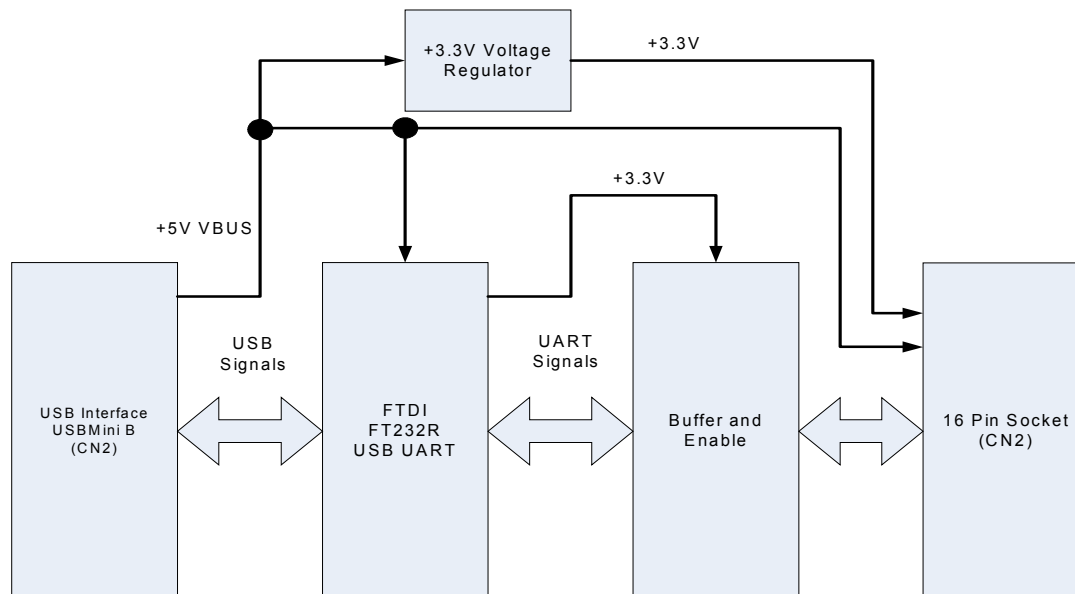 +3.3V Voltage
Regulator
+3.3V
+3.3V
+5V VBUS
USB
Signals
UART
Signals
USB Interface
USBMini B
(CN2)
FTDI
FT232R
USB UART
Buffer and
Enable
16 Pin Socket
(CN2)